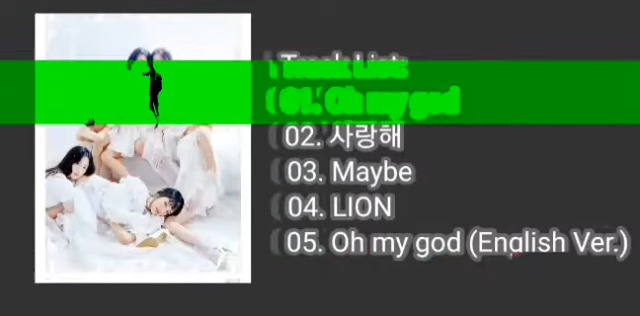 Track List:
01. Oh my god
02. 사랑해
03. Maybe
04. LION
05. Oh my god (English Ver.)